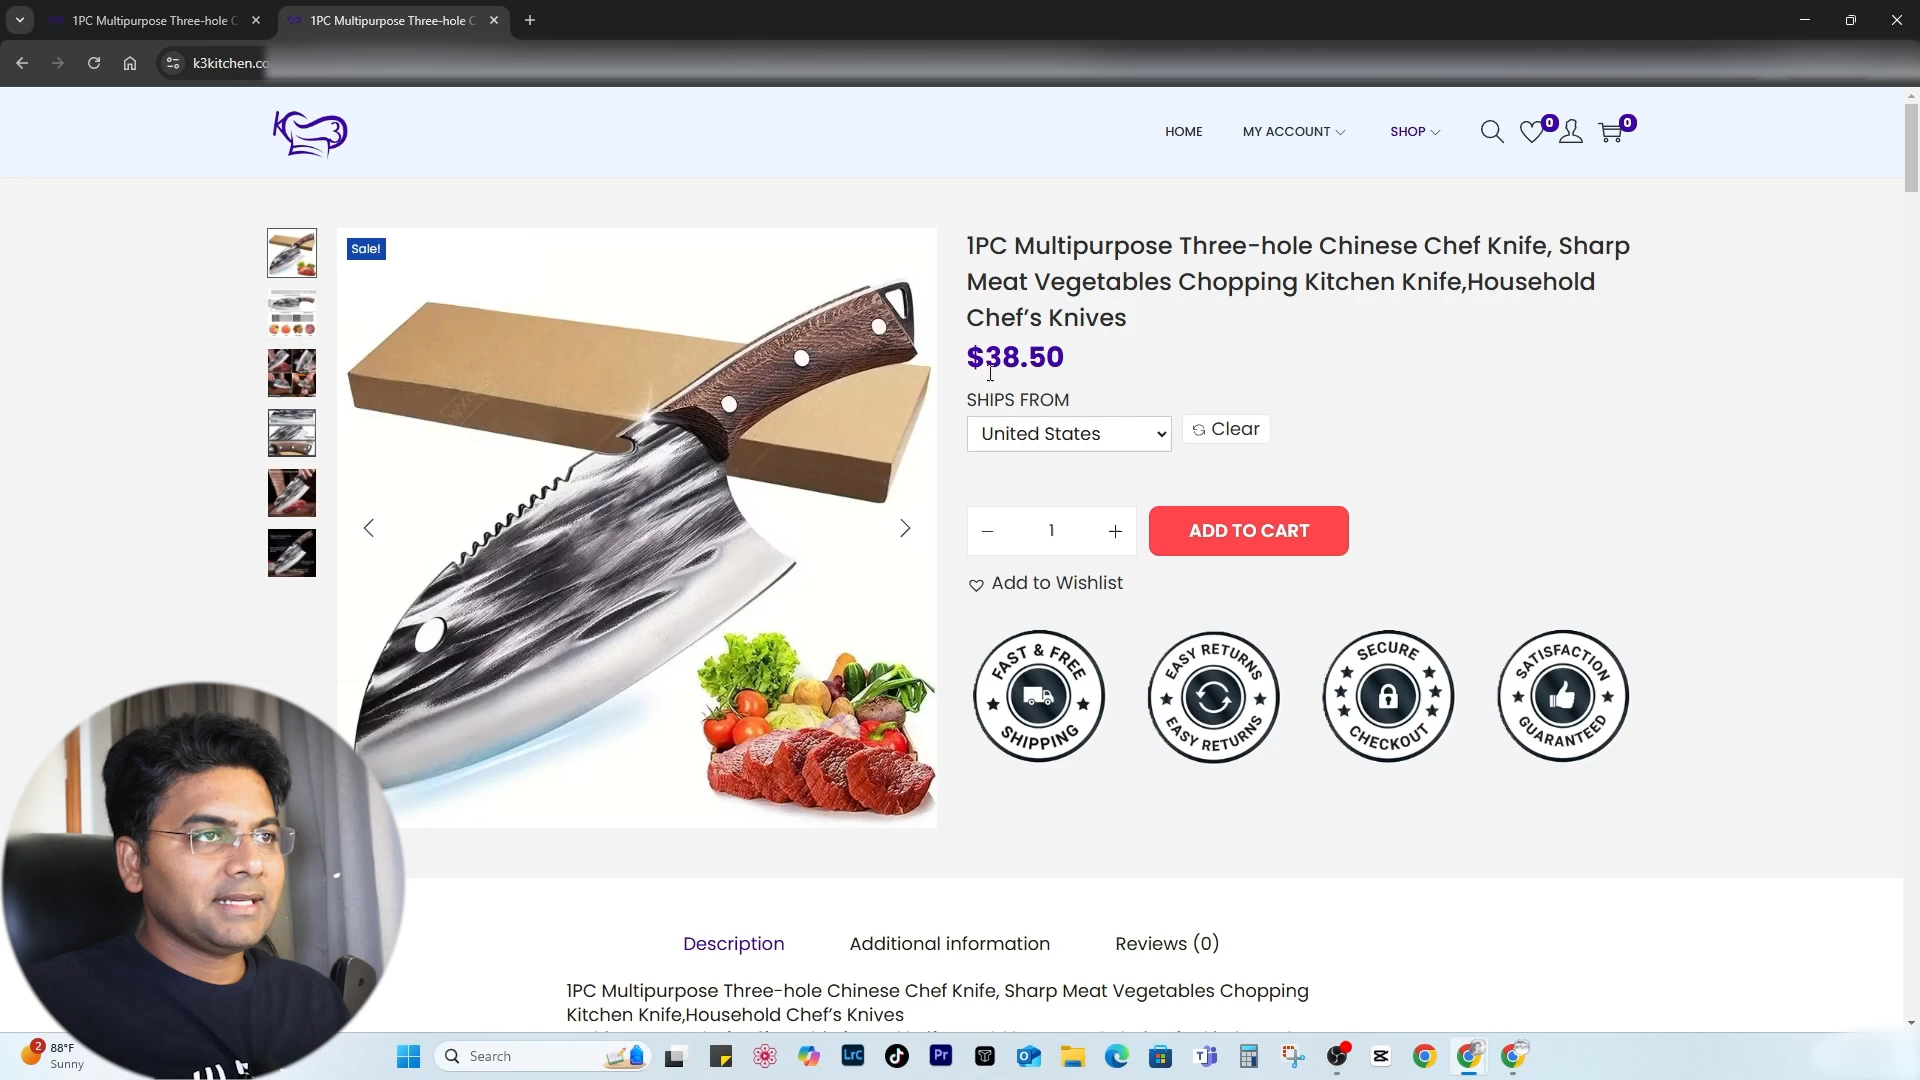 1PC Multipurpose Three-hole C
1PC Multipurpose Three-hole C
k3kitchen.co
K3
HOME
MY ACCOUNT
SHOP
0
0
Sale!
1PC Multipurpose Three-hole Chinese Chef Knife, Sharp
Meat Vegetables Chopping Kitchen Knife,Household
Chef's Knives
$38.50
SHIPS FROM
United States
Clear
1
ADD TO CART
Add to Wishlist
FAST & FREE
SHIPPING
EASY RETURNS
EASY RETURNS
SECURE
CHECKOUT
SATISFACTION
GUARANTEED
Description
Additional information
Reviews (0)
1PC Multipurpose Three-hole Chinese Chef Knife, Sharp Meat Vegetables Chopping
Kitchen Knife,Household Chef's Knives
2
88°F
Sunny
Search
LrC
Pr